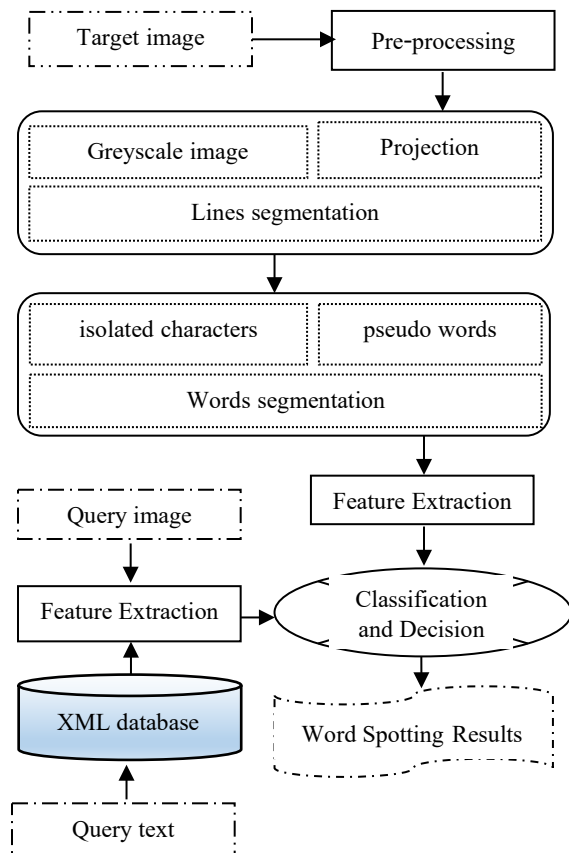 Target image
Pre-processing
Greyscale image
Projection
Lines segmentation
isolated characters
pseudo words
Words segmentation
Feature Extraction
Query image
Feature Extraction
Classification
and Decision
XML database
Word Spotting Results
Query text